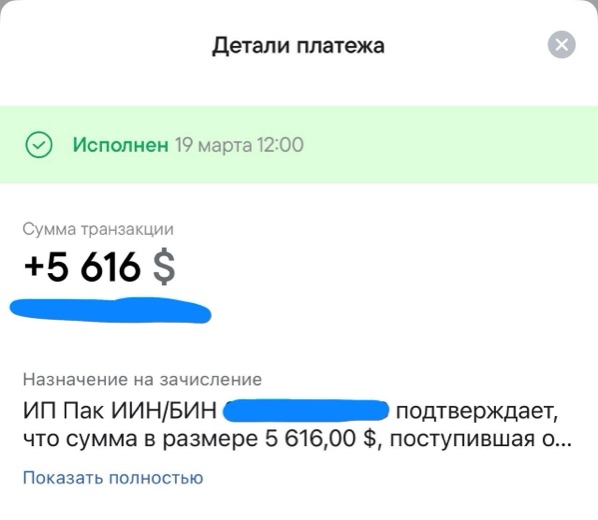 Детали платежа
Исполнен 19 марта 12:00
Сумма транзакции
+5 616 $
Назначение на зачисление
ИП Пак ИИН/БИН подтверждает,
что сумма в размере 5 616,00 $, поступившая о...
Показать полностью